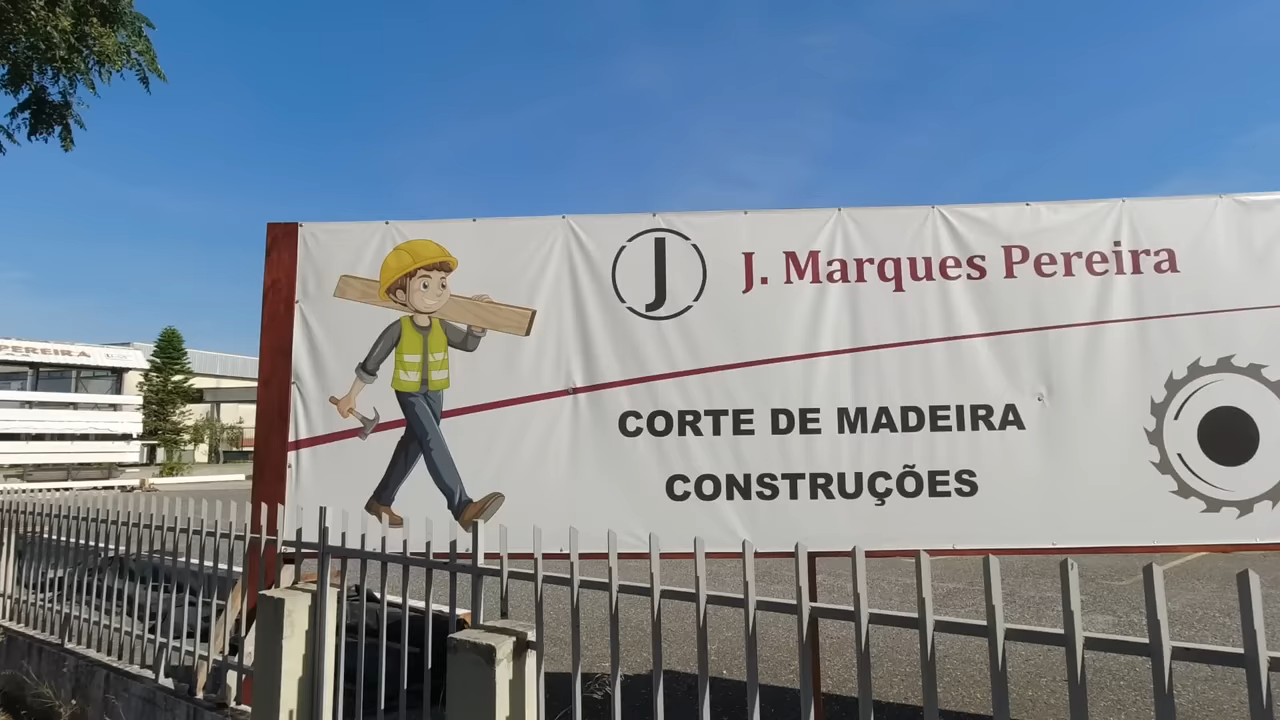 J
J. Marques Pereira
CORTE DE MADEIRA
CONSTRUÇÕES
PEREIRA